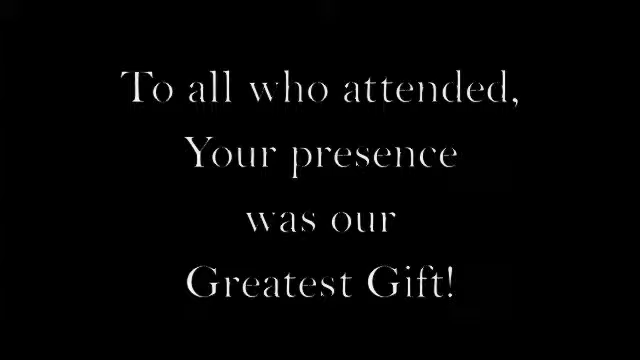 To all who attended,
Your presence
was our
Greatest Gift!